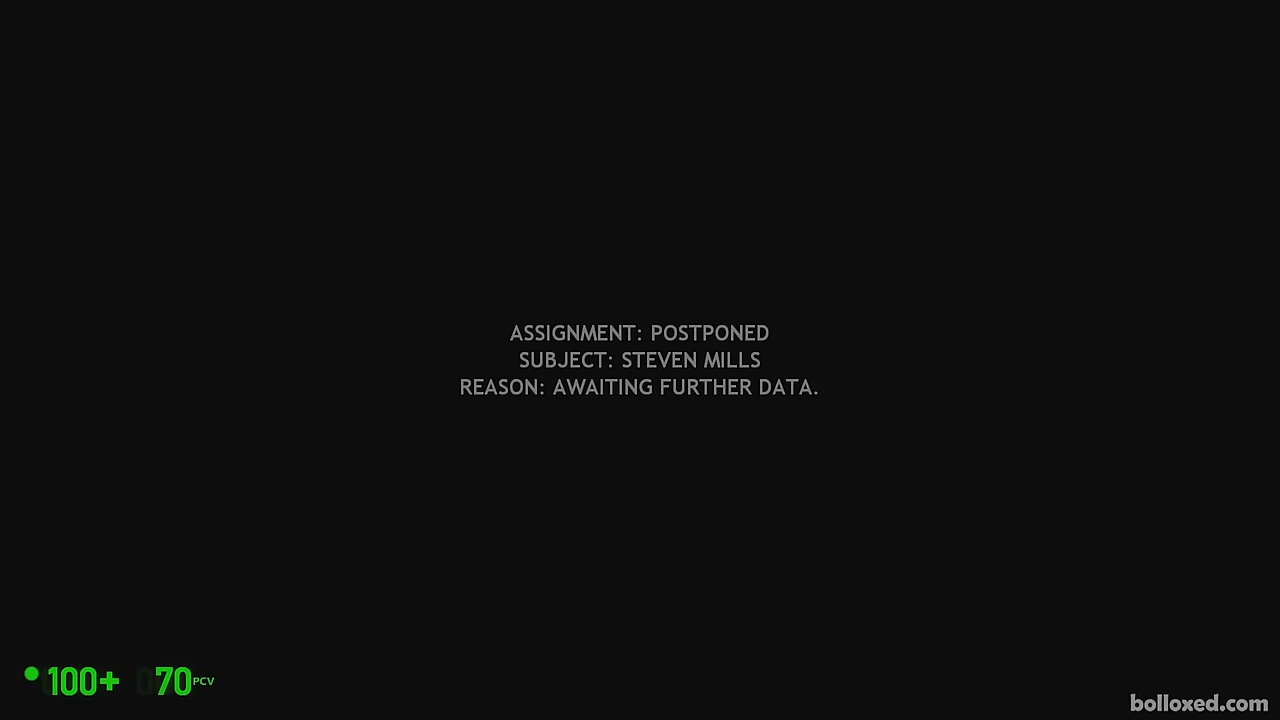 ASSIGNMENT: POSTPONED
SUBJECT: STEVEN MILLS
REASON: AWAITING FURTHER DATA.
100+ 70 PCV
bolloxed.com